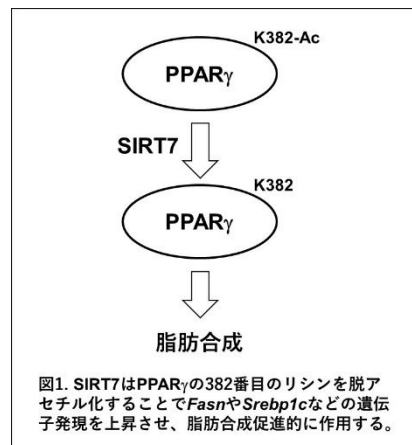 K382-Ac
PPARγ
SIRT7
K382
PPARγ
脂肪合成
図1. SIRT7はPPARγの382番目のリシンを脱ア
セチル化することでFasnやSrebp1cなどの遺伝
子発現を上昇させ、脂肪合成促進的に作用する。